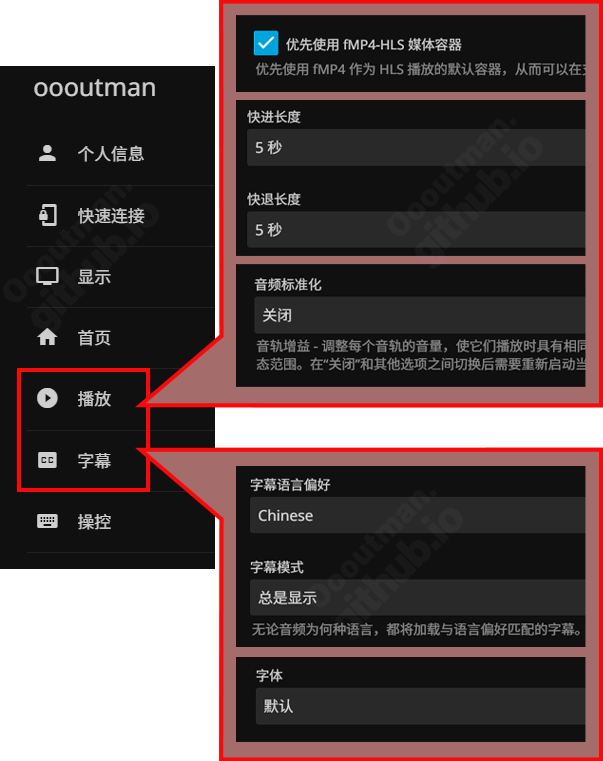 oooutman
个人信息
快速连接
显示
首页
播放
字幕
操控
优先使用 fMP4-HLS 媒体容器
优先使用 fMP4 作为 HLS 播放的默认容器，从而可以在
快进长度
5 秒
快退长度
5 秒
音频标准化
关闭
音轨增益 - 调整每个音轨的音量，使它们播放时具有相同
态范围。在“关闭”和其他选项之间切换后需要重新启动当
字幕语言偏好
Chinese
字幕模式
总是显示
无论音频为何种语言，都将加载与语言偏好匹配的字幕。
字体
默认
Oooutman.
github.io
Oooutman.
github.io
Oooutman.
github.io